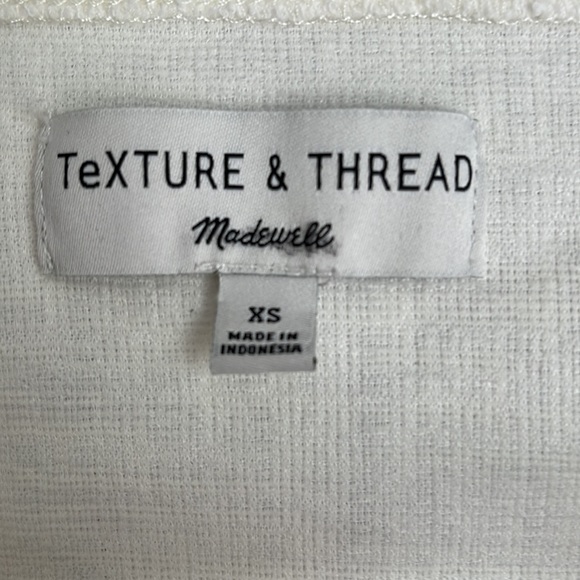 TeXTURE & THREAD
Madewell
XS
MADE IN
INDONESIA